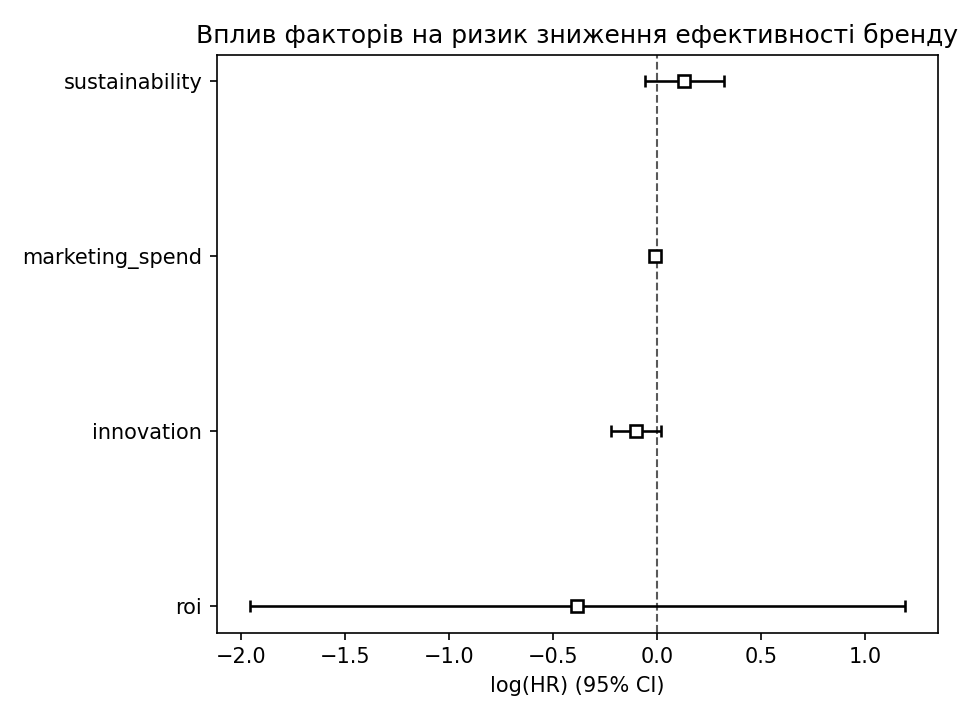 Вплив факторів на ризик зниження ефективності бренду
sustainability
marketing_spend
innovation
roi
−2.0 −1.5 −1.0 −0.5 0.0 0.5 1.0
log(HR) (95% CI)